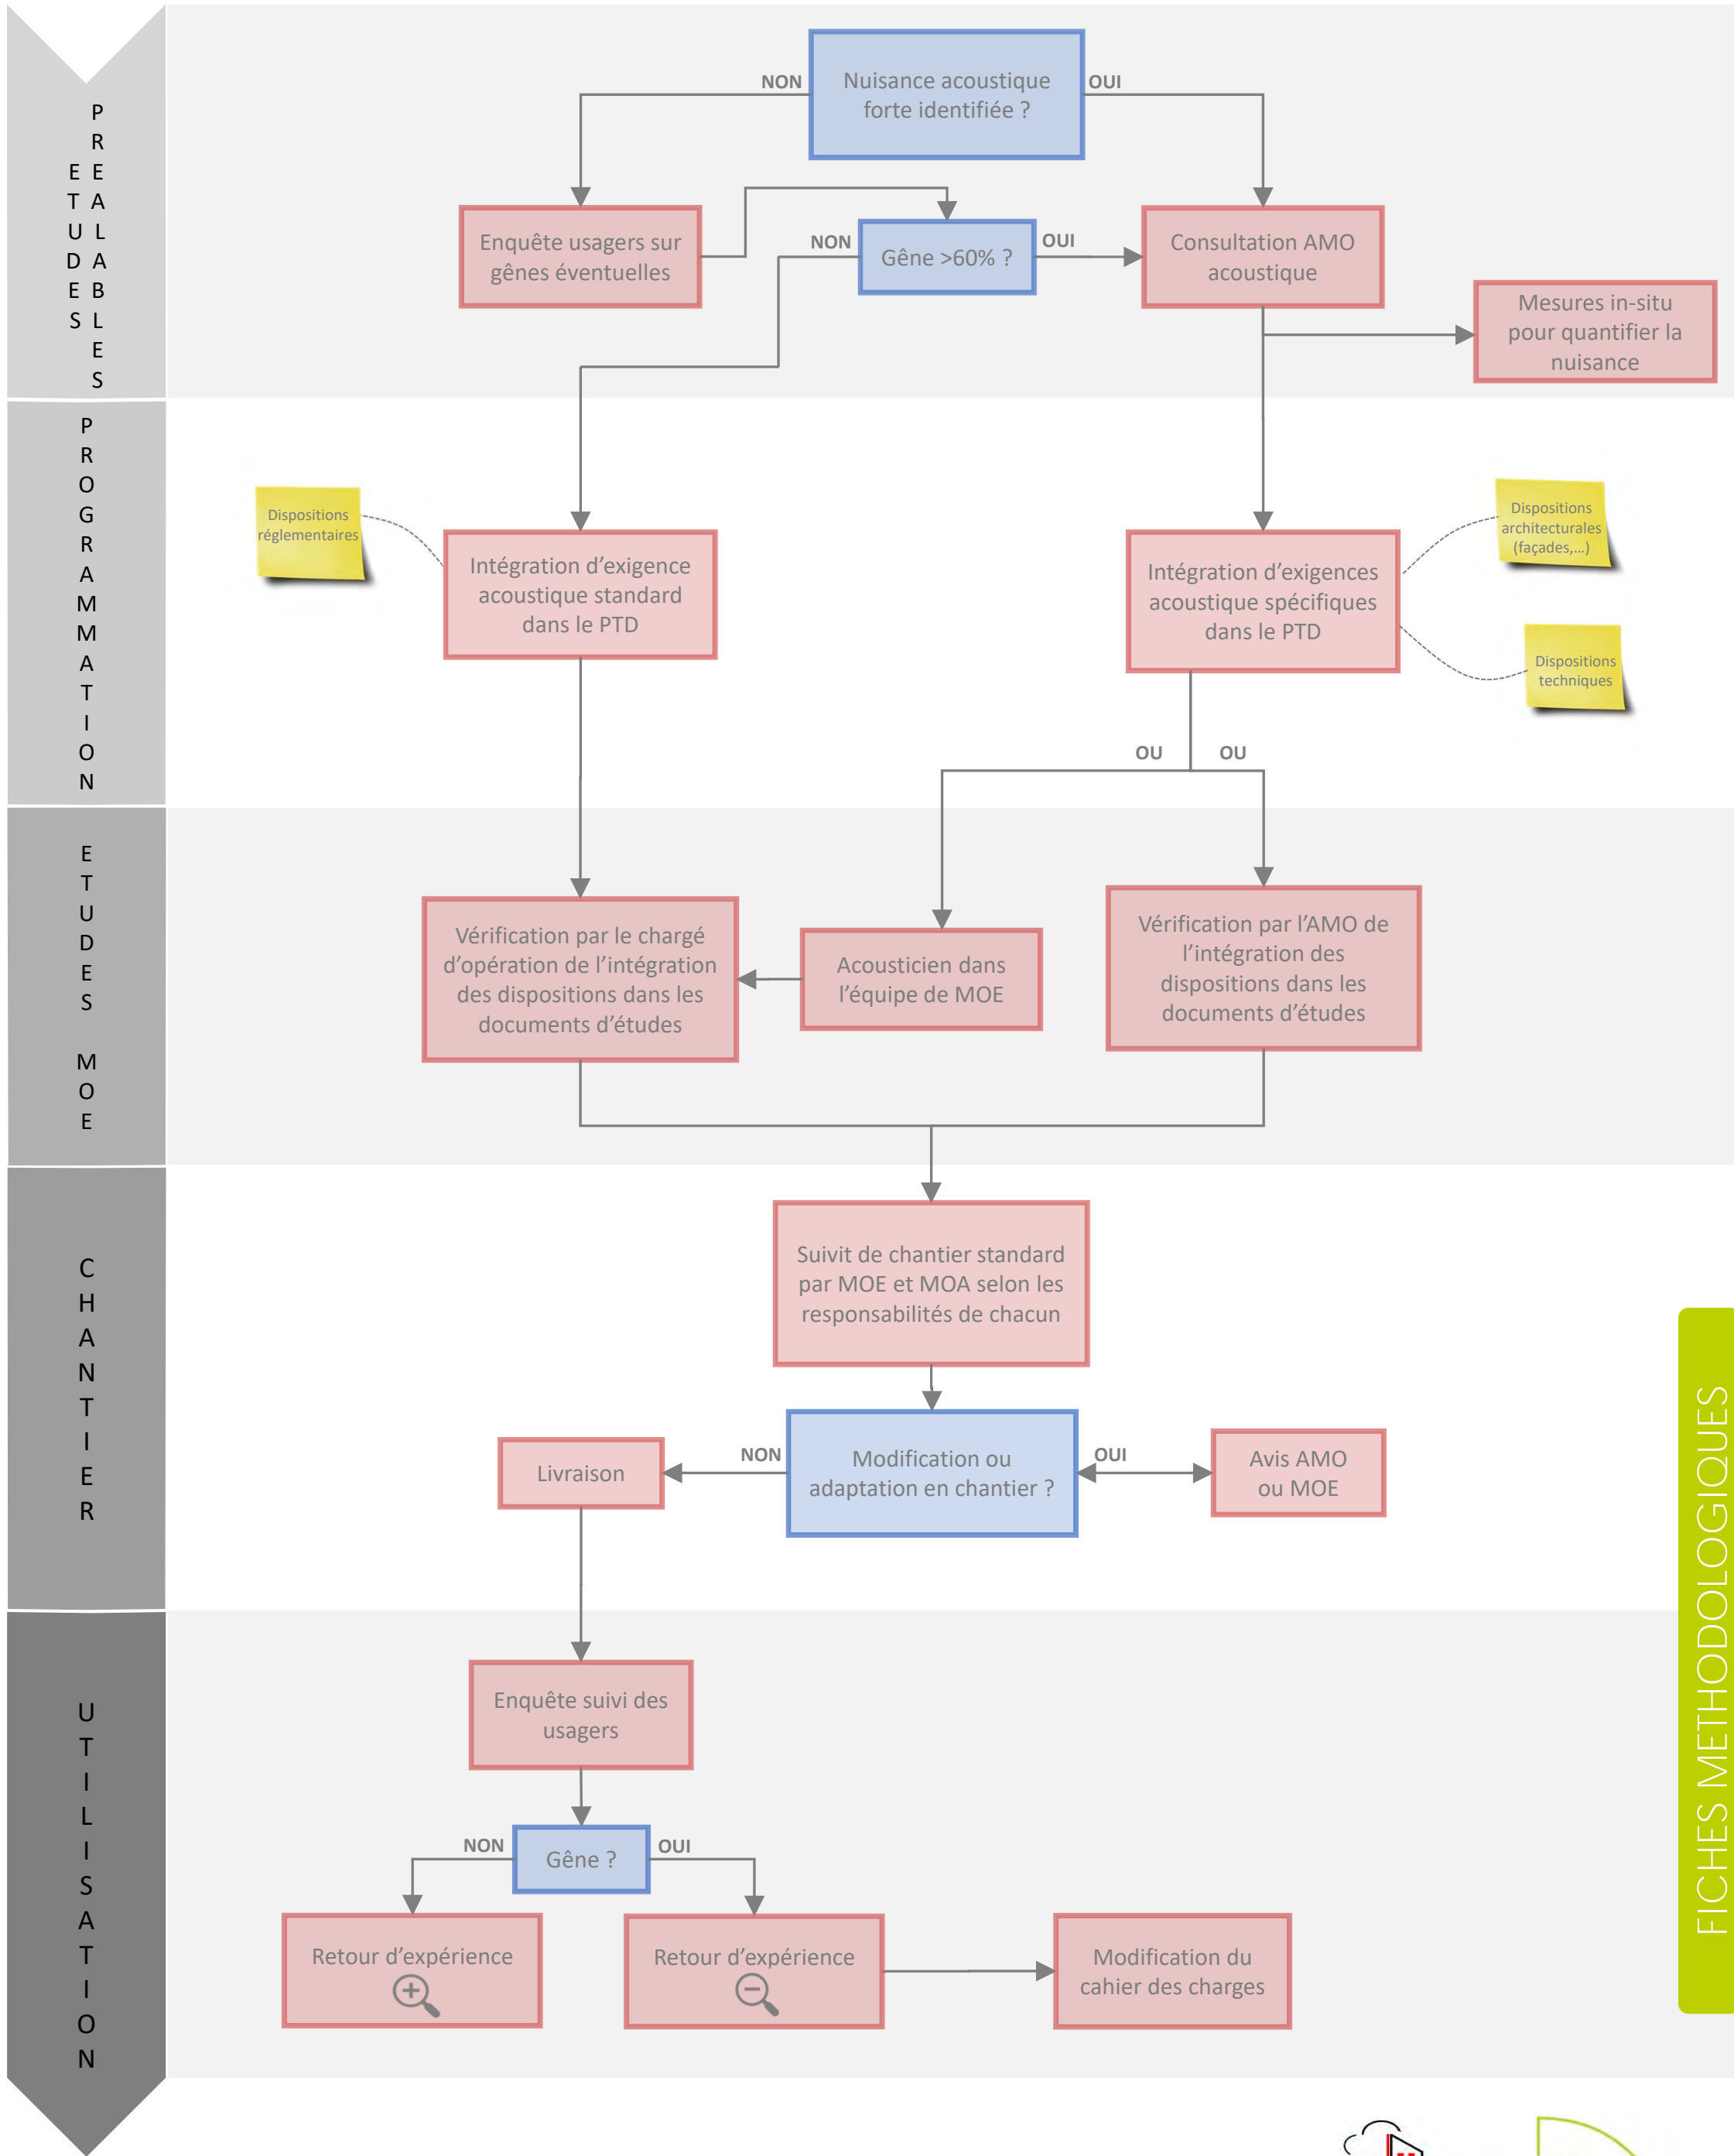 ETUDES
PREALABLES
NON
Nuisance acoustique
forte identifiée ?
OUI
Enquête usagers sur
gênes éventuelles
NON
Gêne >60% ?
OUI
Consultation AMO
acoustique
Mesures in-situ
pour quantifier la
nuisance
PROGRAMMATION
Dispositions
réglementaires
Intégration d'exigence
acoustique standard
dans le PTD
Intégration d'exigences
acoustique spécifiques
dans le PTD
Dispositions
architecturales
(façades,…)
Dispositions
techniques
OU
OU
ETUDES MOE
Vérification par le chargé
d'opération de l'intégration
des dispositions dans les
documents d'études
Acousticien dans
l'équipe de MOE
Vérification par l'AMO de
l'intégration des
dispositions dans les
documents d'études
CHANTIER
Suivit de chantier standard
par MOE et MOA selon les
responsabilités de chacun
Livraison
NON
Modification ou
adaptation en chantier ?
OUI
Avis AMO
ou MOE
UTILISATION
Enquête suivi des
usagers
NON
Gêne ?
OUI
Retour d'expérience
Retour d'expérience
Modification du
cahier des charges
FICHES METHODOLOGIQUES